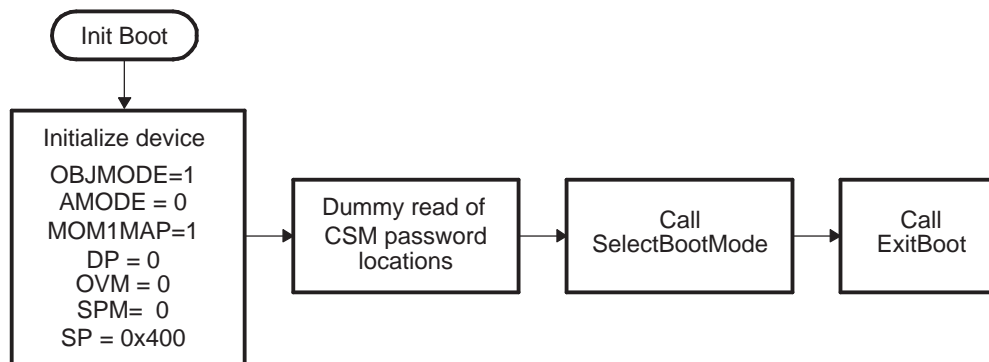 Init Boot
Initialize device
OBJMODE=1
AMODE = 0
MOM1MAP=1
DP = 0
OVM = 0
SPM= 0
SP = 0x400
Dummy read of
CSM password
locations
Call
SelectBootMode
Call
ExitBoot